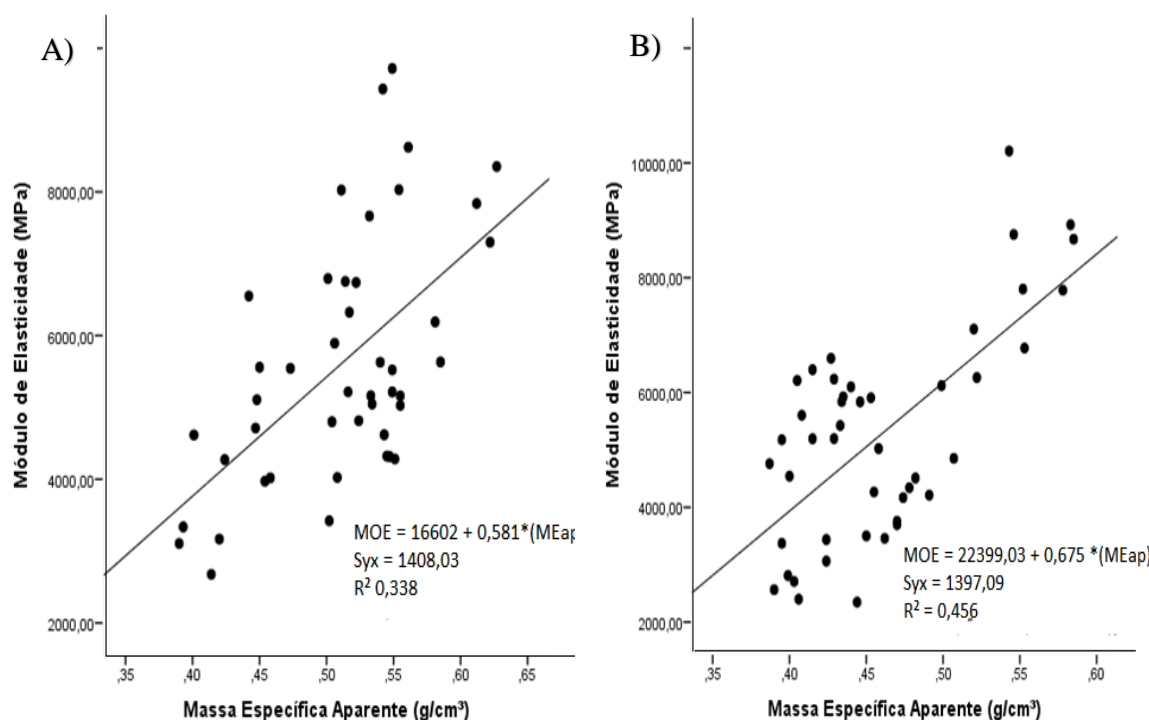 A)
Módulo de Elasticidade (MPa)
8000,00
6000,00
4000,00
2000,00
MOE = 16602 + 0,581*(MEap
Syx = 1408,03
R² 0,338
,35 ,40 ,45 ,50 ,55 ,60 ,65
Massa Específica Aparente (g/cm³)
B)
Módulo de Elasticidade (MPa)
10000,00
8000,00
6000,00
4000,00
2000,00
MOE = 22399,03 + 0,675 *(MEap)
Syx = 1397,09
R² = 0,456
,35 ,40 ,45 ,50 ,55 ,60
Massa Específica Aparente (g/cm³)